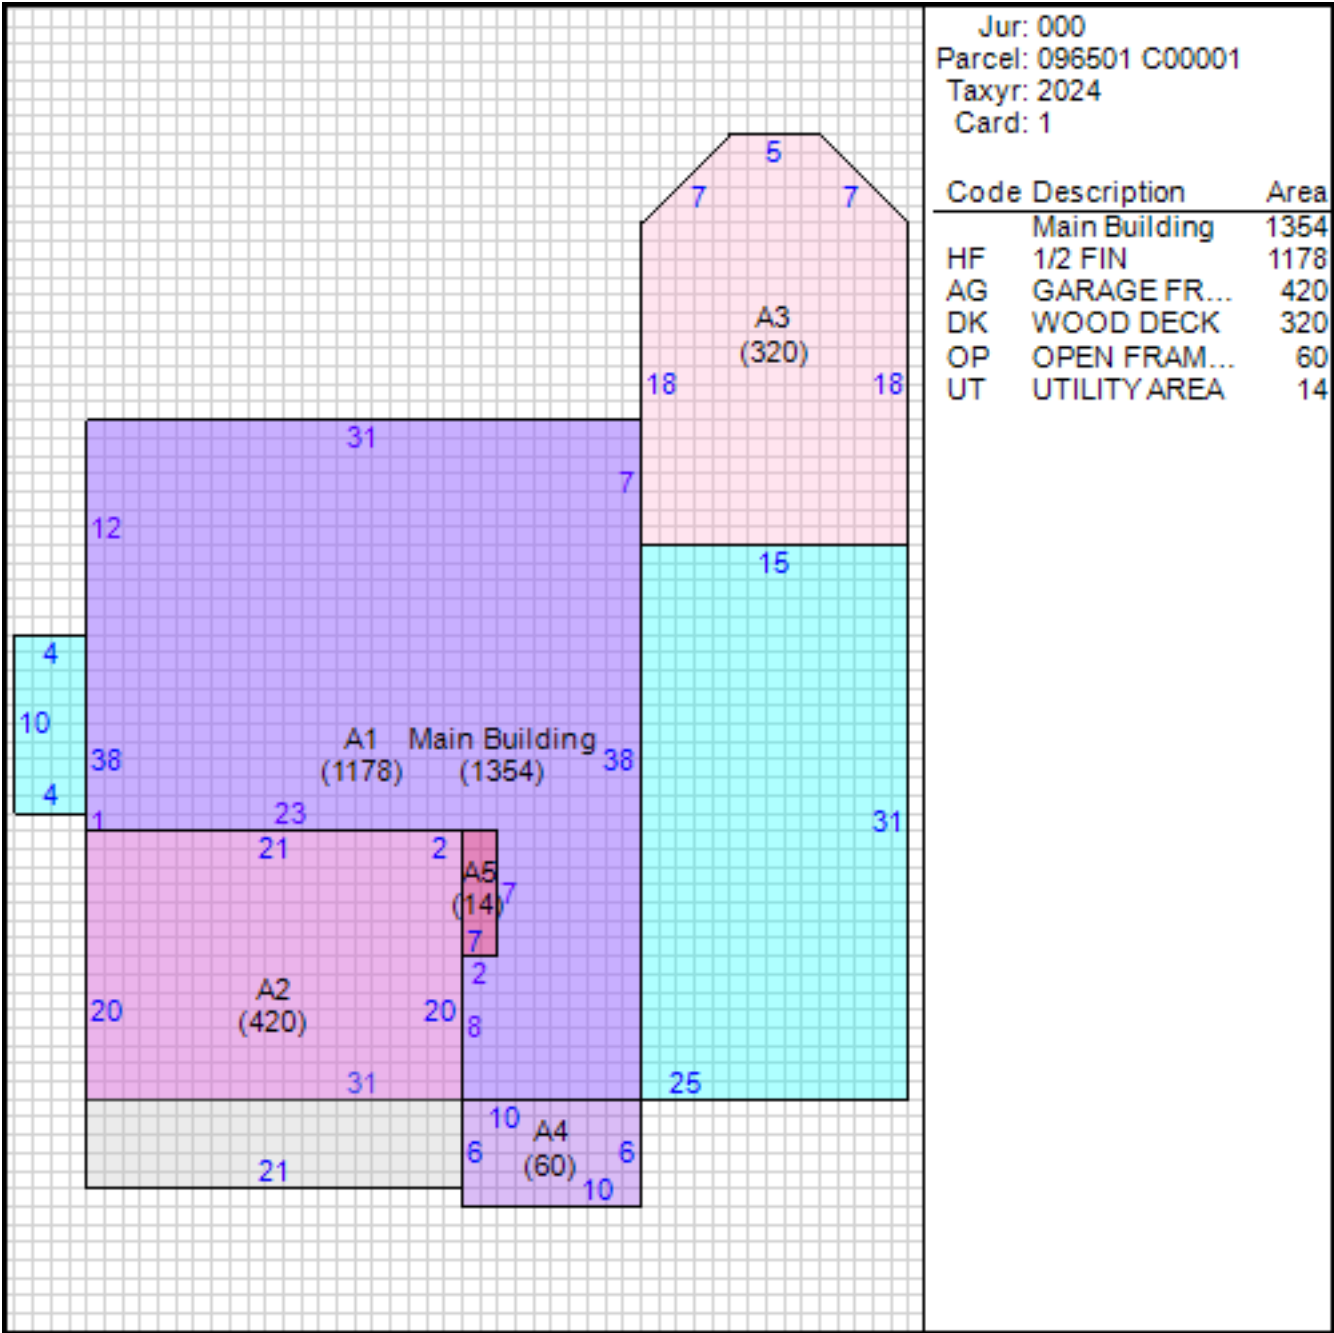 Jur: 000
Parcel: 096501 C00001
Taxyr: 2024
Card: 1
Code Description Area
Main Building 1354
HF 1/2 FIN 1178
AG GARAGE FR... 420
DK WOOD DECK 320
OP OPEN FRAM... 60
UT UTILITY AREA 14
5
7 7
A3
(320)
18 18
31
7
12
15
4
10
A1 Main Building
(1178) (1354)
38 38
4
23
1
31
21 2
A5
(14)
7
7
2
A2
(420)
20 20
8
31
25
10
A4
(60)
6 6
21
10